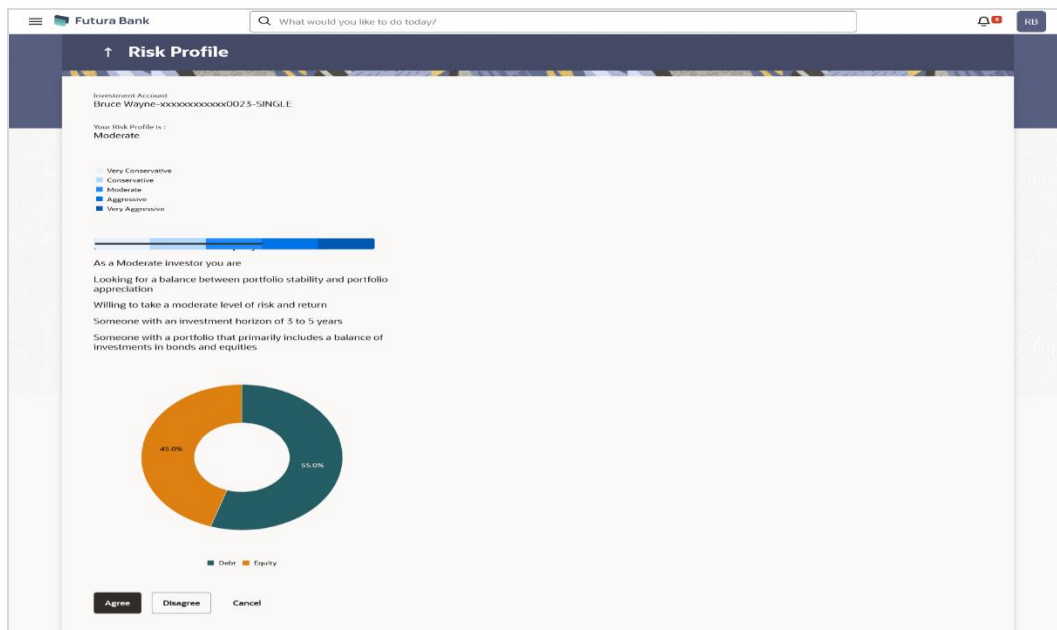 Futura Bank
What would you like to do today?
RB
↑ Risk Profile
Investment Account
Bruce Wayne-xxxxxxxxxxxx0023-SINGLE
Your Risk Profile is :
Moderate
Very Conservative
Conservative
Moderate
Aggressive
Very Aggressive
As a Moderate investor you are
Looking for a balance between portfolio stability and portfolio
appreciation
Willing to take a moderate level of risk and return
Someone with an investment horizon of 3 to 5 years
Someone with a portfolio that primarily includes a balance of
investments in bonds and equities
45.0%
55.0%
Debt Equity
Agree Disagree Cancel